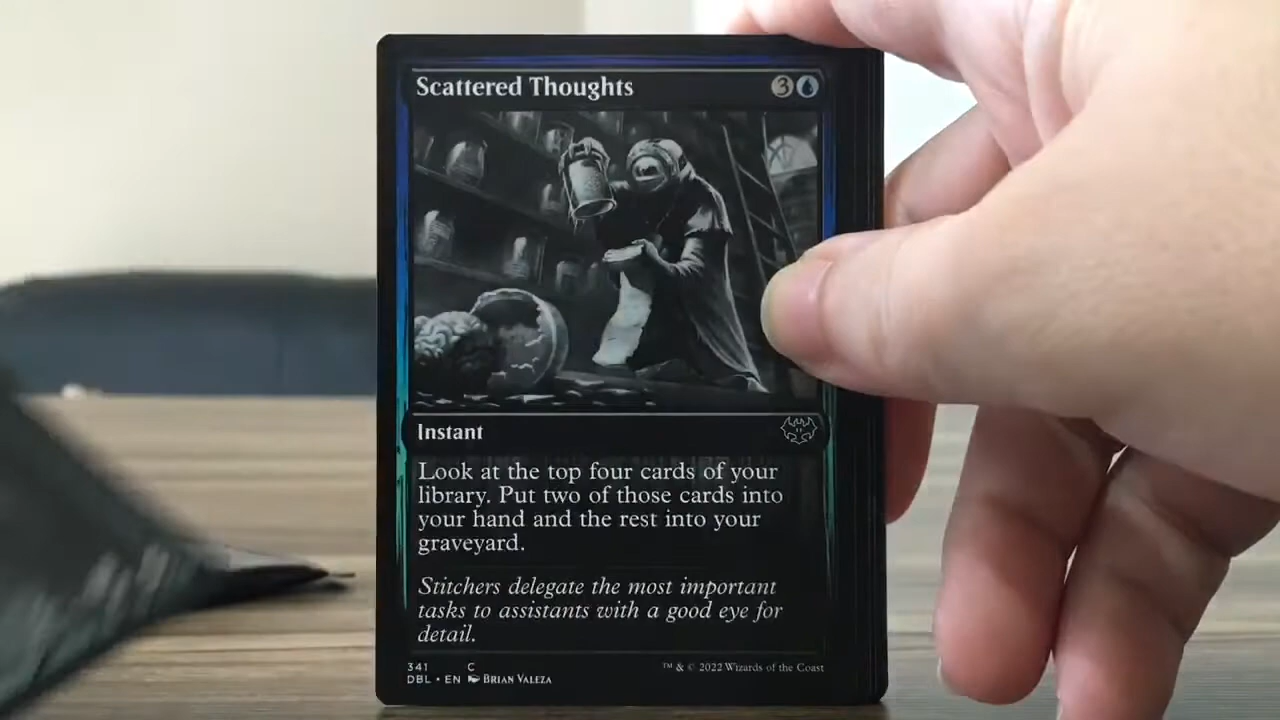 Scattered Thoughts 3
Instant
Look at the top four cards of your
library. Put two of those cards into
your hand and the rest into your
graveyard.
Stitchers delegate the most important
tasks to assistants with a good eye for
detail.
341 C ™ & © 2022 Wizards of the Coast
DBL • EN Brian Valeza